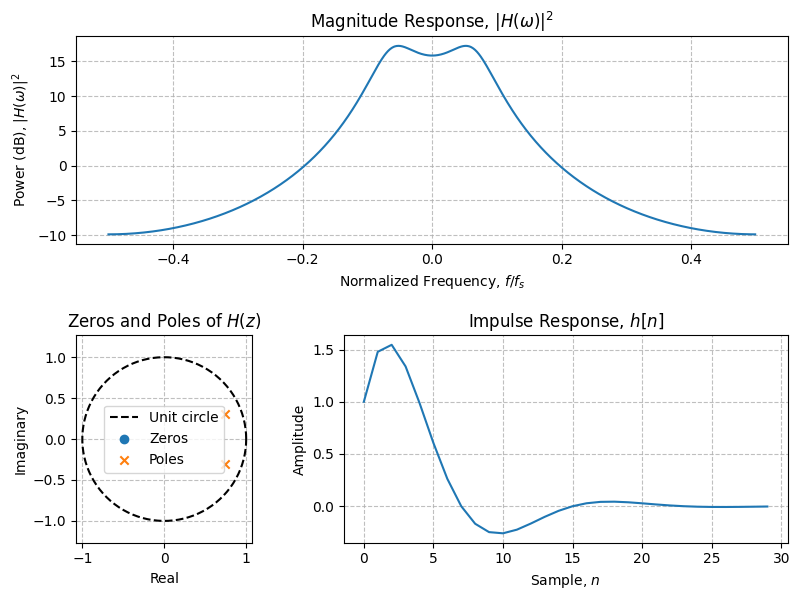 Magnitude Response, |H(ω)|²
Power (dB), |H(ω)|²
15
10
5
0
−5
−10
−0.4 −0.2 0.0 0.2 0.4
Normalized Frequency, f/fₛ
Zeros and Poles of H(z)
Imaginary
1.0
0.5
0.0
−0.5
−1.0
Unit circle
Zeros
Poles
−1 0 1
Real
Impulse Response, h[n]
Amplitude
1.5
1.0
0.5
0.0
0 5 10 15 20 25 30
Sample, n